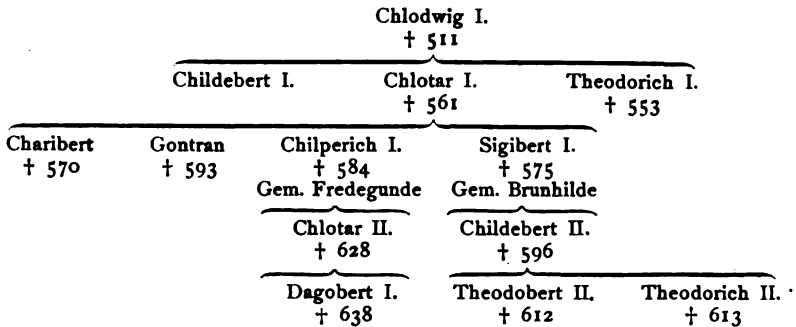 Chlodwig I.
† 511
Childebert I. Chlotar I. Theodorich I.
† 561 † 553
Charibert Gontran Chilperich I. Sigibert I.
† 570 † 593 † 584 † 575
Gem. Fredegunde Gem. Brunhilde
Chlotar II. Childebert II.
† 628 † 596
Dagobert I. Theodobert II. Theodorich II.
† 638 † 612 † 613